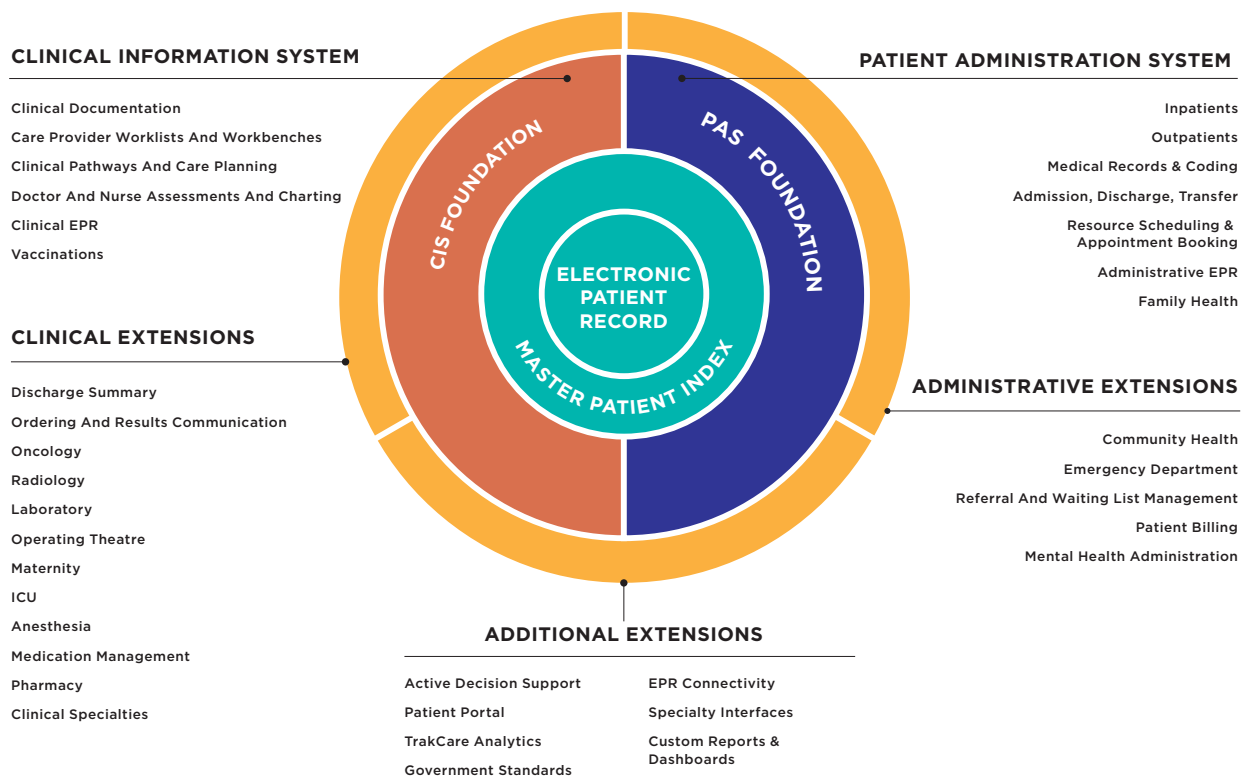 CLINICAL INFORMATION SYSTEM
Clinical Documentation
Care Provider Worklists And Workbenches
Clinical Pathways And Care Planning
Doctor And Nurse Assessments And Charting
Clinical EPR
Vaccinations
CLINICAL EXTENSIONS
Discharge Summary
Ordering And Results Communication
Oncology
Radiology
Laboratory
Operating Theatre
Maternity
ICU
Anesthesia
Medication Management
Pharmacy
Clinical Specialties
CIS FOUNDATION
PAS FOUNDATION
ELECTRONIC
PATIENT
RECORD
MASTER PATIENT INDEX
PATIENT ADMINISTRATION SYSTEM
Inpatients
Outpatients
Medical Records & Coding
Admission, Discharge, Transfer
Resource Scheduling &
Appointment Booking
Administrative EPR
Family Health
ADMINISTRATIVE EXTENSIONS
Community Health
Emergency Department
Referral And Waiting List Management
Patient Billing
Mental Health Administration
ADDITIONAL EXTENSIONS
Active Decision Support
Patient Portal
TrakCare Analytics
Government Standards
EPR Connectivity
Specialty Interfaces
Custom Reports &
Dashboards